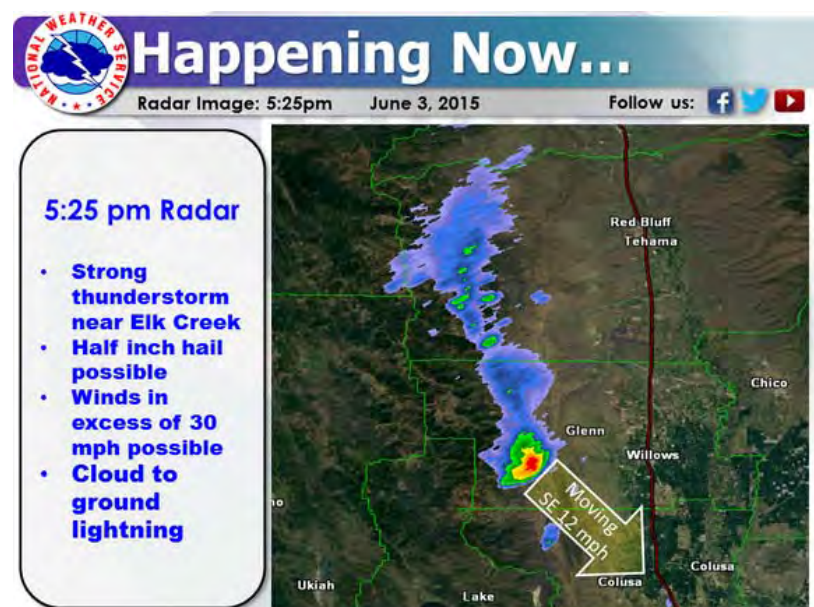 NATIONAL WEATHER SERVICE
Happening Now...
Radar Image: 5:25pm June 3, 2015 Follow us:
5:25 pm Radar
• Strong
thunderstorm
near Elk Creek
• Half inch hail
possible
• Winds in
excess of 30
mph possible
• Cloud to
ground
lightning
Red Bluff
Tehama
Chico
Glenn
Willows
no
Moving
SE 12 mph
Colusa
Colusa
Ukiah
Lake